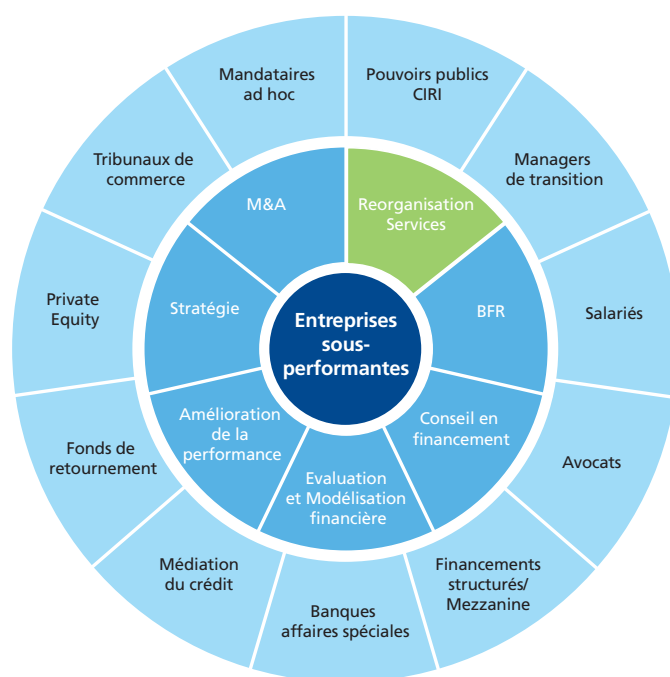 Mandataires
ad hoc
Pouvoirs publics
CIRI
Managers
de transition
Salariés
Avocats
Financements
structurés/
Mezzanine
Banques
affaires spéciales
Médiation
du crédit
Fonds de
retournement
Private
Equity
Tribunaux de
commerce
M&A
Reorganisation
Services
BFR
Conseil en
financement
Evaluation
et Modélisation
financière
Amélioration
de la
performance
Stratégie
Entreprises
sous-
performantes